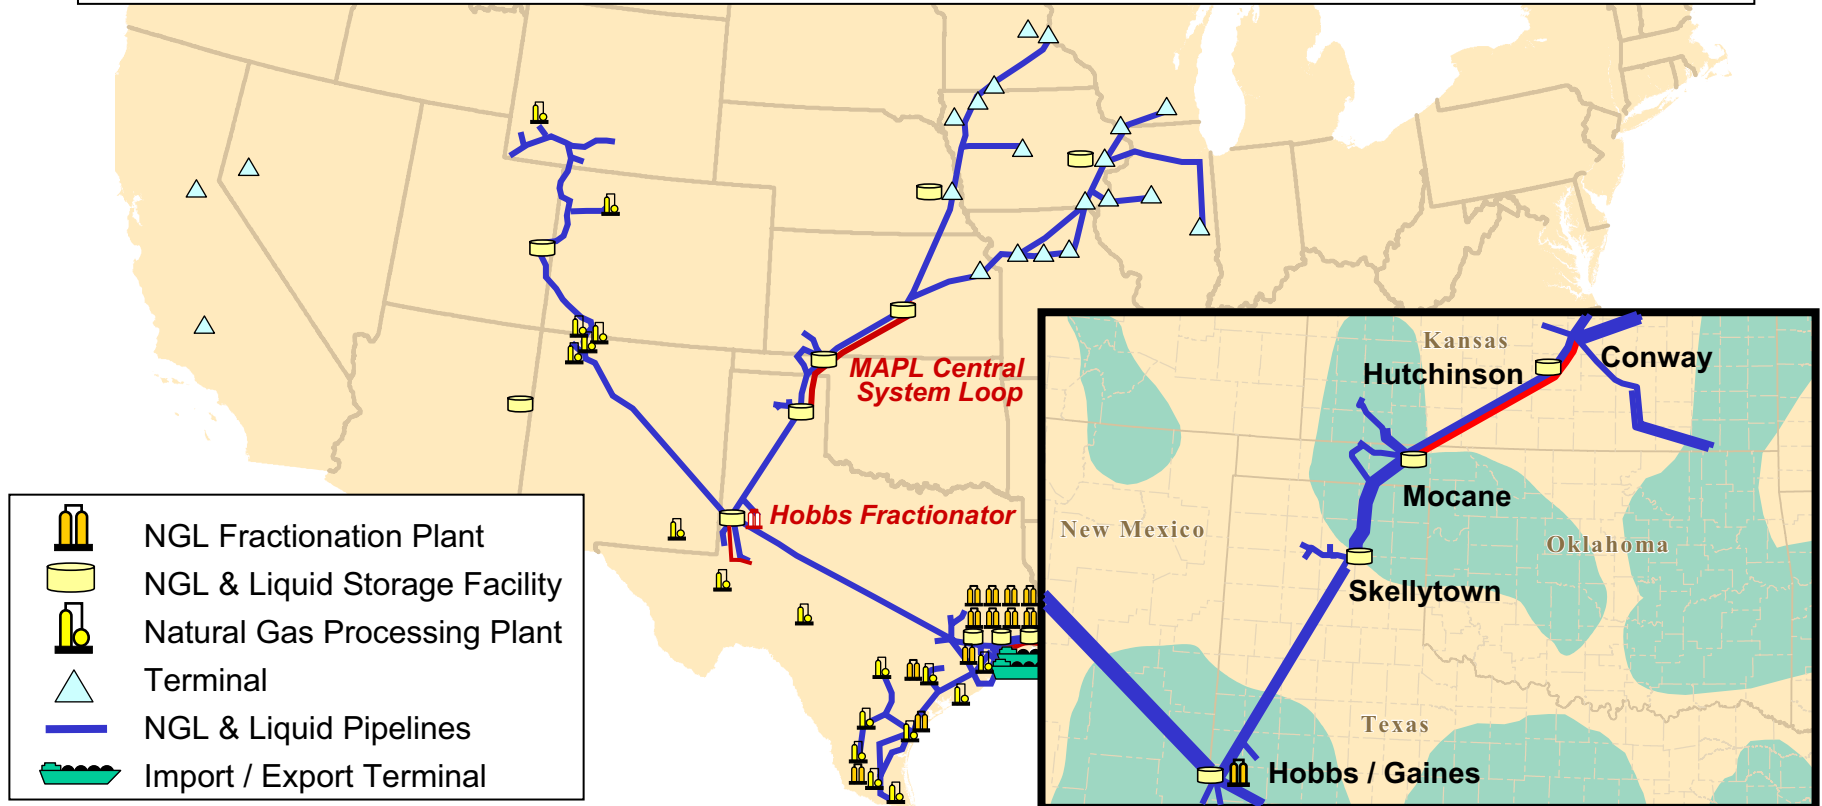 MAPL Central
System Loop
Hobbs Fractionator
NGL Fractionation Plant
NGL & Liquid Storage Facility
Natural Gas Processing Plant
Terminal
NGL & Liquid Pipelines
Import / Export Terminal
Kansas
Conway
Hutchinson
Mocane
New Mexico
Oklahoma
Skellytown
Texas
Hobbs / Gaines